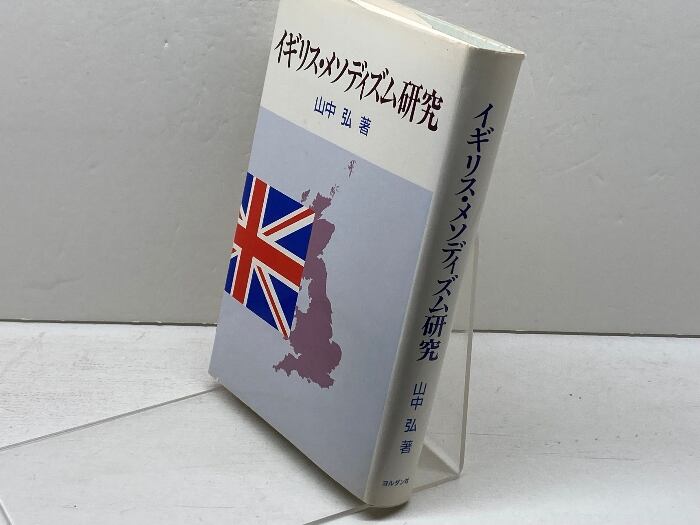 イギリス・メソディズム研究
山中 弘 著
イギリス・メソディズム研究
山中 弘 著
ヨルダン社